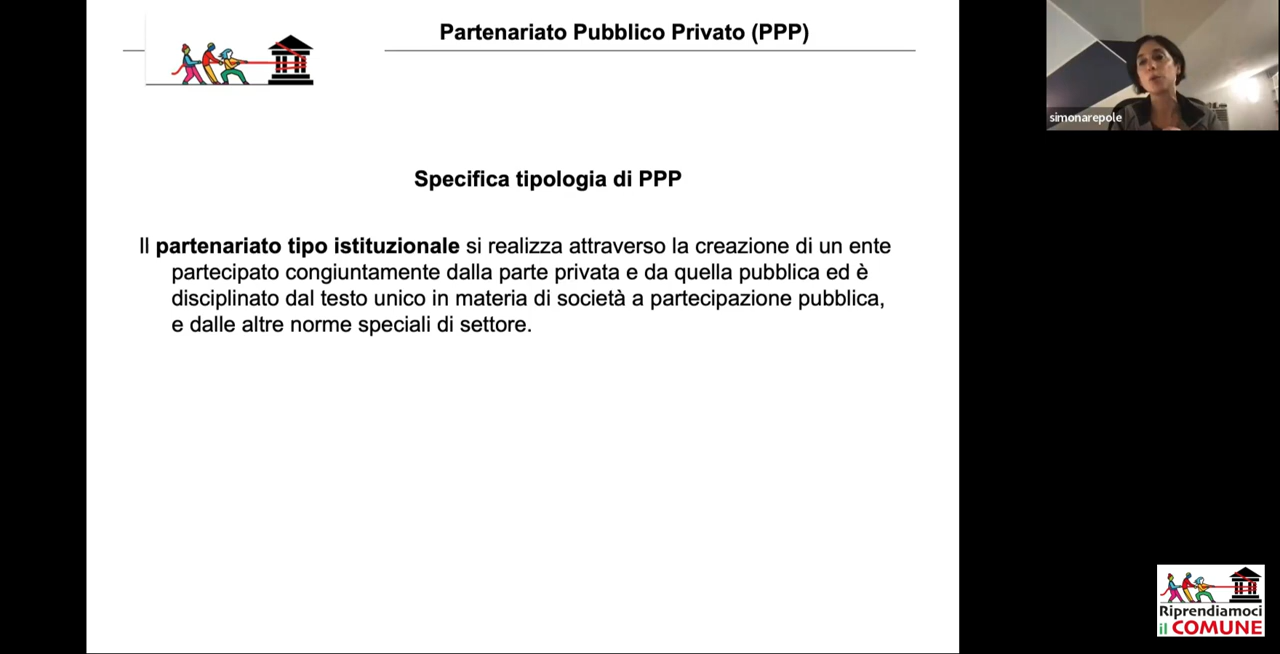 Partenariato Pubblico Privato (PPP)
simonarepole
Specifica tipologia di PPP
Il partenariato tipo istituzionale si realizza attraverso la creazione di un ente
partecipato congiuntamente dalla parte privata e da quella pubblica ed è
disciplinato dal testo unico in materia di società a partecipazione pubblica,
e dalle altre norme speciali di settore.
Riprendiamoci
il COMUNE